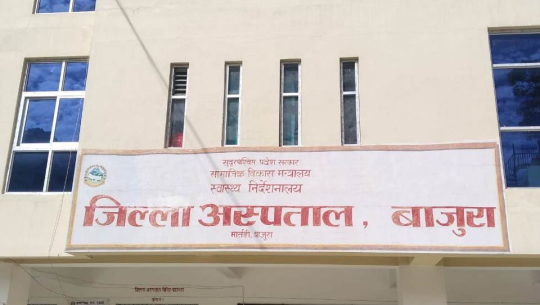 सुदूरपश्चिम प्रदेश सरकार
सामाजिक विकास मन्त्रालय
स्वास्थ्य निर्देशनालय
जिल्ला अस्पताल, बाजुरा
मार्तडी, बाजुरा